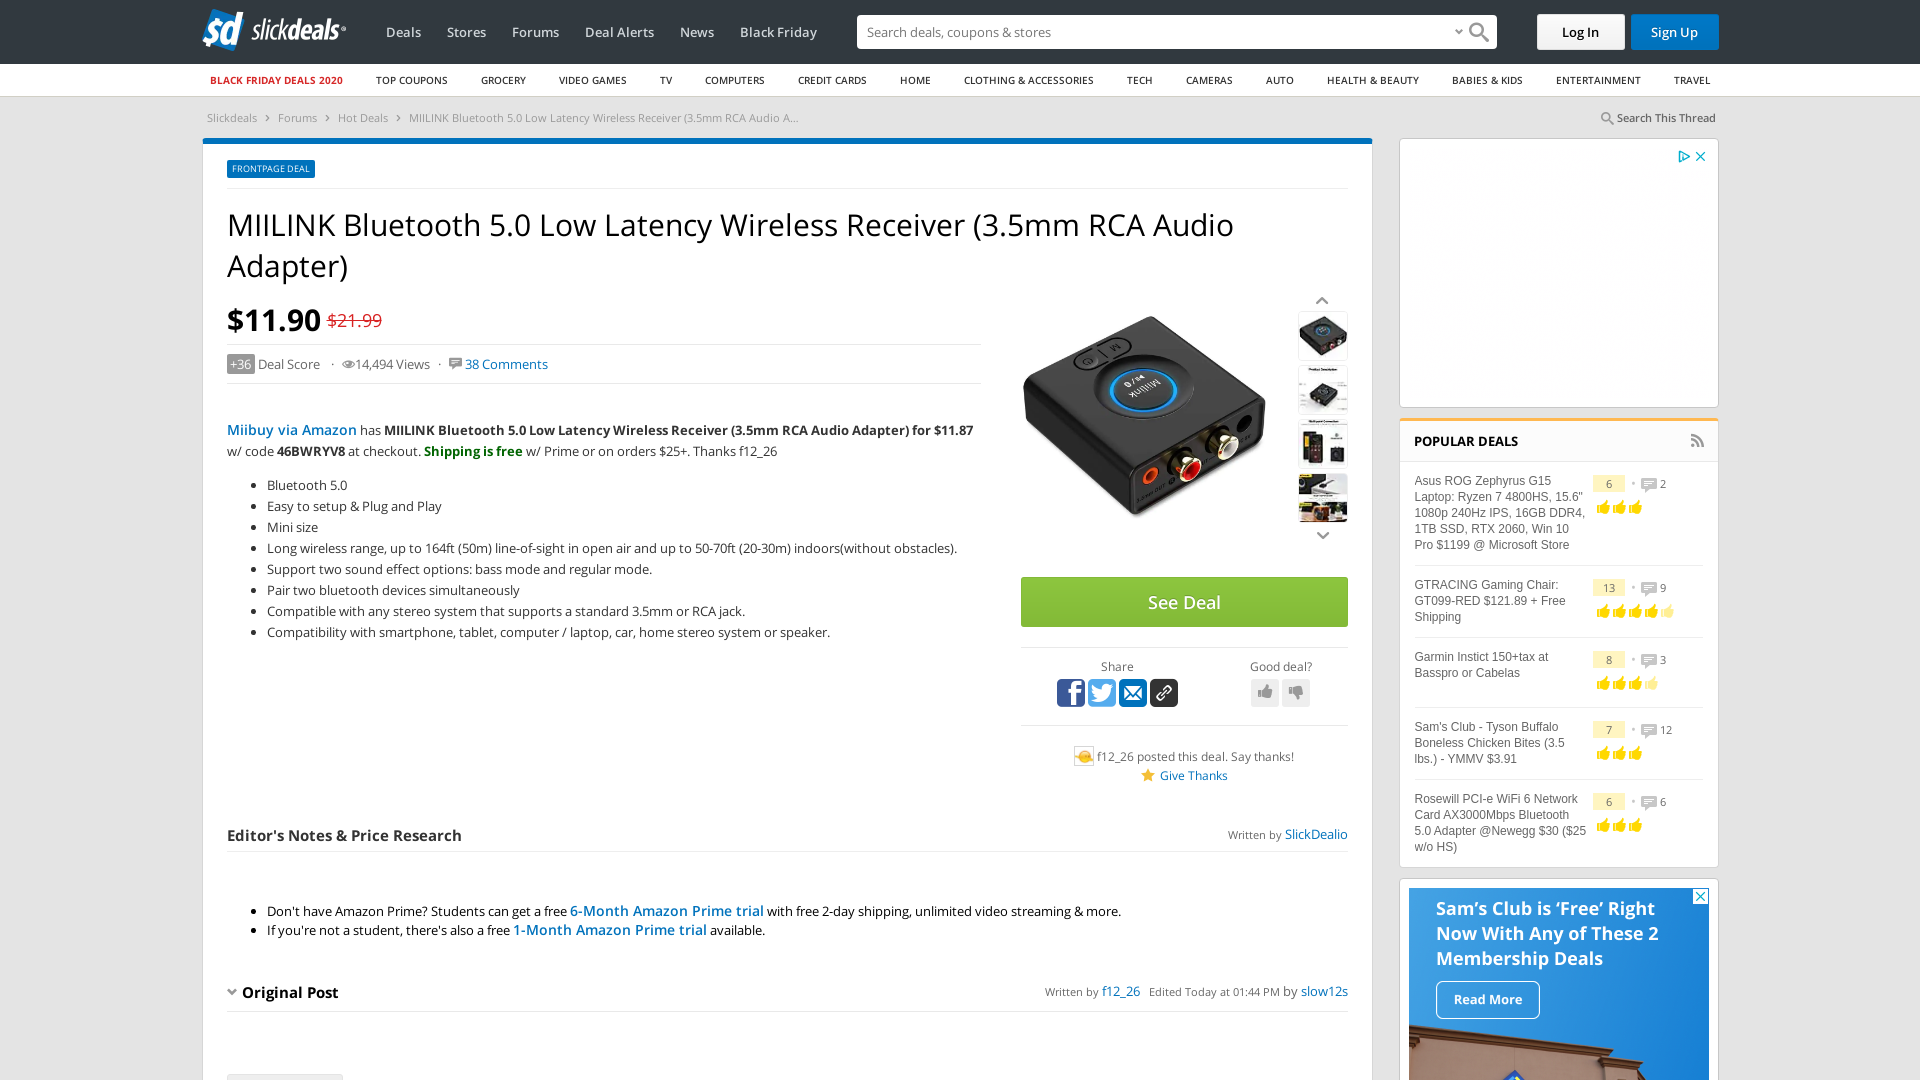 slickdeals
Deals
Stores
Forums
Deal Alerts
News
Black Friday
Search deals, coupons & stores
Log In
Sign Up
BLACK FRIDAY DEALS 2020
TOP COUPONS
GROCERY
VIDEO GAMES
TV
COMPUTERS
CREDIT CARDS
HOME
CLOTHING & ACCESSORIES
TECH
CAMERAS
AUTO
HEALTH & BEAUTY
BABIES & KIDS
ENTERTAINMENT
TRAVEL
Slickdeals › Forums › Hot Deals › MIILINK Bluetooth 5.0 Low Latency Wireless Receiver (3.5mm RCA Audio A...
Search This Thread
FRONTPAGE DEAL
MIILINK Bluetooth 5.0 Low Latency Wireless Receiver (3.5mm RCA Audio
Adapter)
$11.90 $21.99
+36 Deal Score · 14,494 Views · 38 Comments
Miibuy via Amazon has MIILINK Bluetooth 5.0 Low Latency Wireless Receiver (3.5mm RCA Audio Adapter) for $11.87
w/ code 46BWRYV8 at checkout. Shipping is free w/ Prime or on orders $25+. Thanks f12_26
• Bluetooth 5.0
• Easy to setup & Plug and Play
• Mini size
• Long wireless range, up to 164ft (50m) line-of-sight in open air and up to 50-70ft (20-30m) indoors(without obstacles).
• Support two sound effect options: bass mode and regular mode.
• Pair two bluetooth devices simultaneously
• Compatible with any stereo system that supports a standard 3.5mm or RCA jack.
• Compatibility with smartphone, tablet, computer / laptop, car, home stereo system or speaker.
M
Miilink
See Deal
Share
Good deal?
f12_26 posted this deal. Say thanks!
Give Thanks
Editor's Notes & Price Research
Written by SlickDealio
• Don't have Amazon Prime? Students can get a free 6-Month Amazon Prime trial with free 2-day shipping, unlimited video streaming & more.
• If you're not a student, there's also a free 1-Month Amazon Prime trial available.
Original Post
Written by f12_26 Edited Today at 01:44 PM by slow12s
POPULAR DEALS
Asus ROG Zephyrus G15
Laptop: Ryzen 7 4800HS, 15.6"
1080p 240Hz IPS, 16GB DDR4,
1TB SSD, RTX 2060, Win 10
Pro $1199 @ Microsoft Store
6 • 2
GTRACING Gaming Chair:
GT099-RED $121.89 + Free
Shipping
13 • 9
Garmin Instict 150+tax at
Basspro or Cabelas
8 • 3
Sam's Club - Tyson Buffalo
Boneless Chicken Bites (3.5
lbs.) - YMMV $3.91
7 • 12
Rosewill PCI-e WiFi 6 Network
Card AX3000Mbps Bluetooth
5.0 Adapter @Newegg $30 ($25
w/o HS)
6 • 6
Sam's Club is 'Free' Right
Now With Any of These 2
Membership Deals
Read More